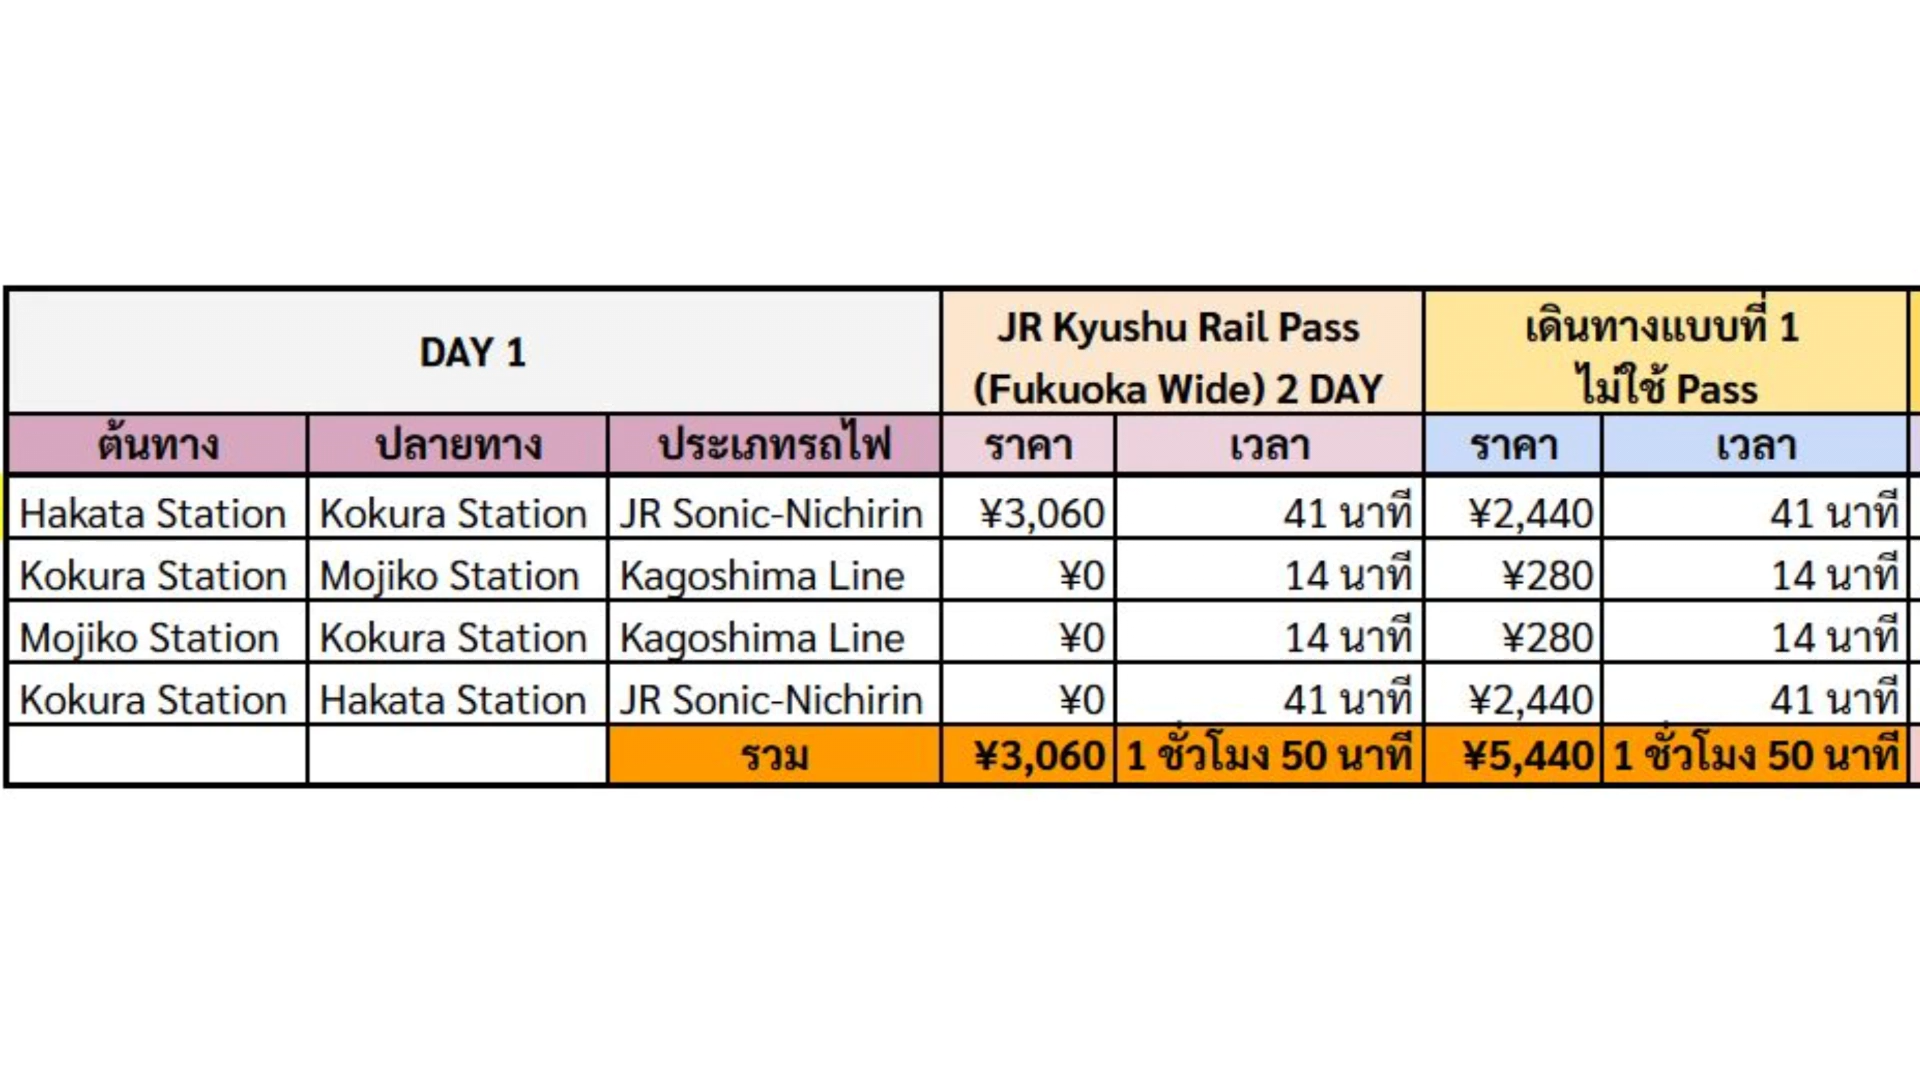 DAY 1
JR Kyushu Rail Pass
(Fukuoka Wide) 2 DAY
เดินทางแบบที่ 1
ไม่ใช้ Pass
ต้นทาง ปลายทาง ประเภทรถไฟ ราคา เวลา ราคา เวลา
Hakata Station Kokura Station JR Sonic-Nichirin ¥3,060 41 นาที ¥2,440 41 นาที
Kokura Station Mojiko Station Kagoshima Line ¥0 14 นาที ¥280 14 นาที
Mojiko Station Kokura Station Kagoshima Line ¥0 14 นาที ¥280 14 นาที
Kokura Station Hakata Station JR Sonic-Nichirin ¥0 41 นาที ¥2,440 41 นาที
รวม ¥3,060 1 ชั่วโมง 50 นาที ¥5,440 1 ชั่วโมง 50 นาที